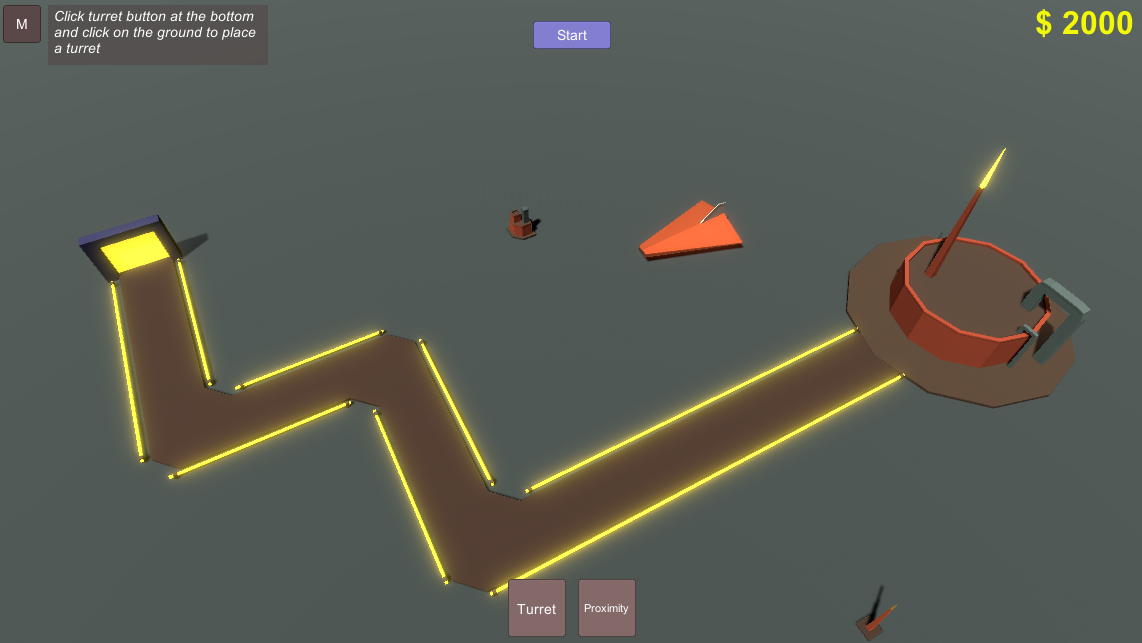 M
Click turret button at the bottom
and click on the ground to place
a turret
Start
$ 2000
Turret
Proximity